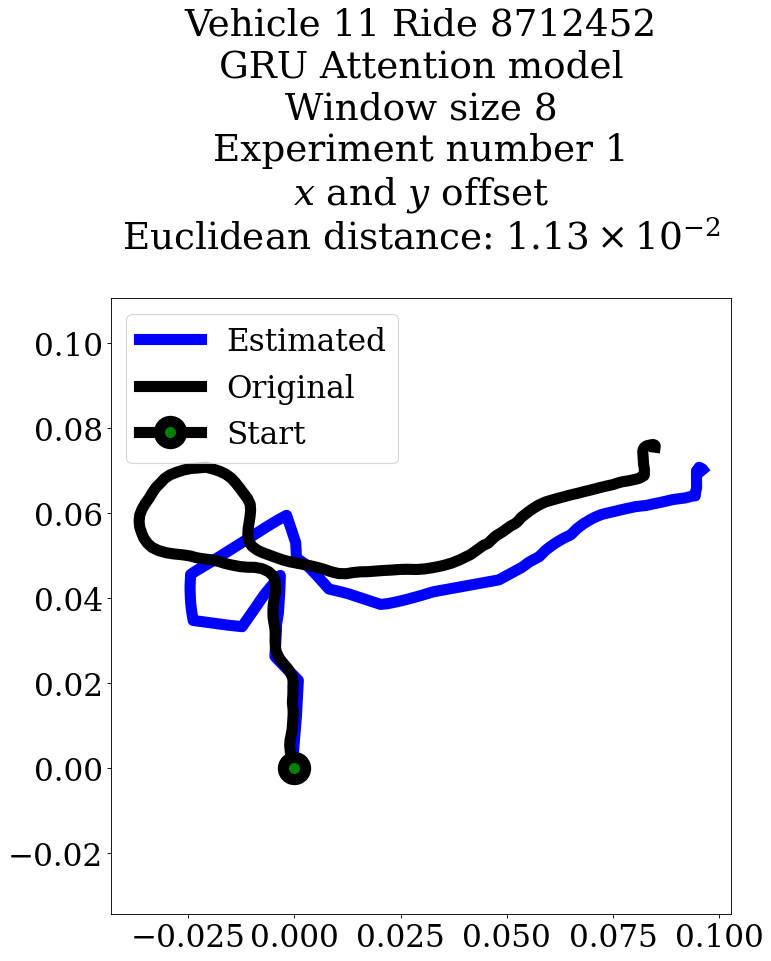 Vehicle 11 Ride 8712452
GRU Attention model
Window size 8
Experiment number 1
x and y offset
Euclidean distance: 1.13 × 10⁻²
Estimated
Original
Start
0.10
0.08
0.06
0.04
0.02
0.00
−0.02
−0.025 0.000 0.025 0.050 0.075 0.100